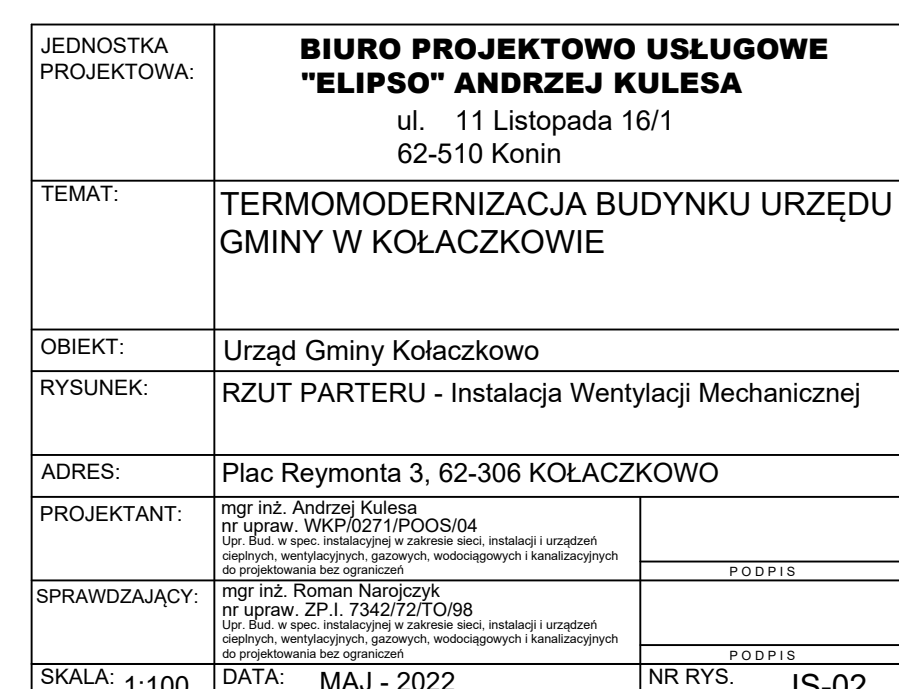 JEDNOSTKA
PROJEKTOWA:
BIURO PROJEKTOWO USŁUGOWE
"ELIPSO" ANDRZEJ KULESA
ul. 11 Listopada 16/1
62-510 Konin
TEMAT:
TERMOMODERNIZACJA BUDYNKU URZĘDU
GMINY W KOŁACZKOWIE
OBIEKT:
Urząd Gminy Kołaczkowo
RYSUNEK:
RZUT PARTERU - Instalacja Wentylacji Mechanicznej
ADRES:
Plac Reymonta 3, 62-306 KOŁACZKOWO
PROJEKTANT:
mgr inż. Andrzej Kulesa
nr upraw. WKP/0271/POOS/04
Upr. Bud. w spec. instalacyjnej w zakresie sieci, instalacji i urządzeń
cieplnych, wentylacyjnych, gazowych, wodociągowych i kanalizacyjnych
do projektowania bez ograniczeń
PODPIS
SPRAWDZAJĄCY:
mgr inż. Roman Narojczyk
nr upraw. ZP.I. 7342/72/TO/98
Upr. Bud. w spec. instalacyjnej w zakresie sieci, instalacji i urządzeń
cieplnych, wentylacyjnych, gazowych, wodociągowych i kanalizacyjnych
do projektowania bez ograniczeń
PODPIS
SKALA: 1:100
DATA: MAJ - 2022
NR RYS. IS-02